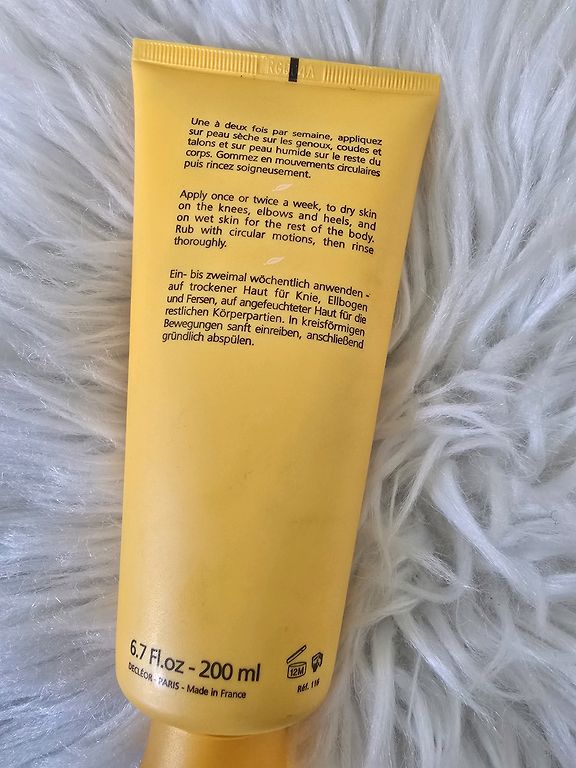 Une à deux fois par semaine, appliquez
sur peau sèche sur les genoux, coudes et
talons et sur peau humide sur le reste du
corps. Gommez en mouvements circulaires
puis rincez soigneusement.
Apply once or twice a week, to dry skin
on the knees, elbows and heels, and
on wet skin for the rest of the body.
Rub with circular motions, then rinse
thoroughly.
Ein- bis zweimal wöchentlich anwenden -
auf trockener Haut für Knie, Ellbogen
und Fersen, auf angefeuchteter Haut für die
restlichen Körperpartien. In kreisförmigen
Bewegungen sanft einreiben, anschließend
gründlich abspülen.
6.7 Fl.oz - 200 ml
DECLÉOR - PARIS - Made in France
12M
Réf.